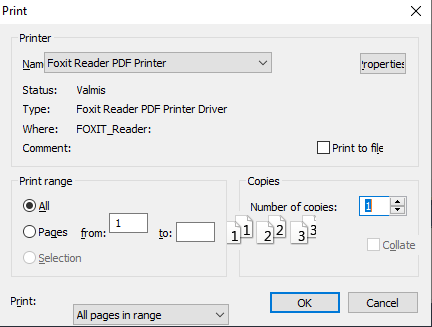 Print
Printer
Nam Foxit Reader PDF Printer
Properties
Status: Valmis
Type: Foxit Reader PDF Printer Driver
Where: FOXIT_Reader:
Comment:
Print to file
Print range
All
Pages from: 1 to:
Selection
Copies
Number of copies: 1
1 1 2 2 3 3
Collate
Print: All pages in range
OK Cancel